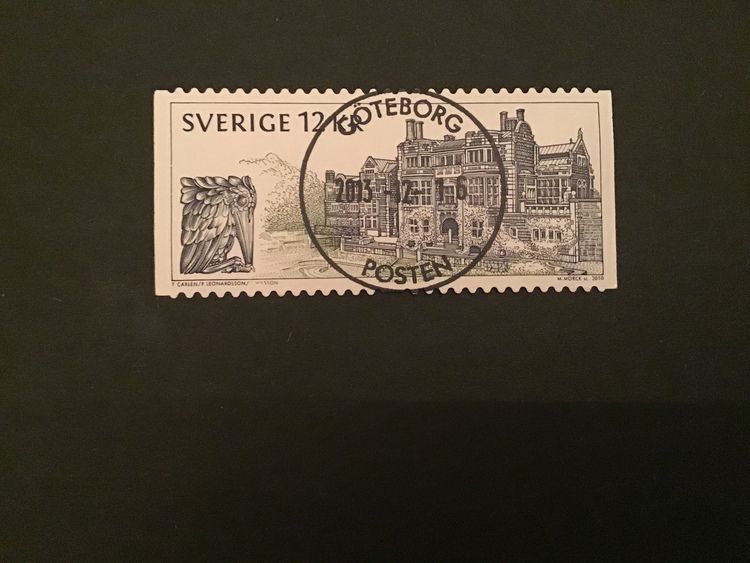 SVERIGE 12 KR
GÖTEBORG
2013 -12- 16
POSTEN
T. CARLÉN/P. LEONARDSSON/
M. MÖRCK sc. 2010